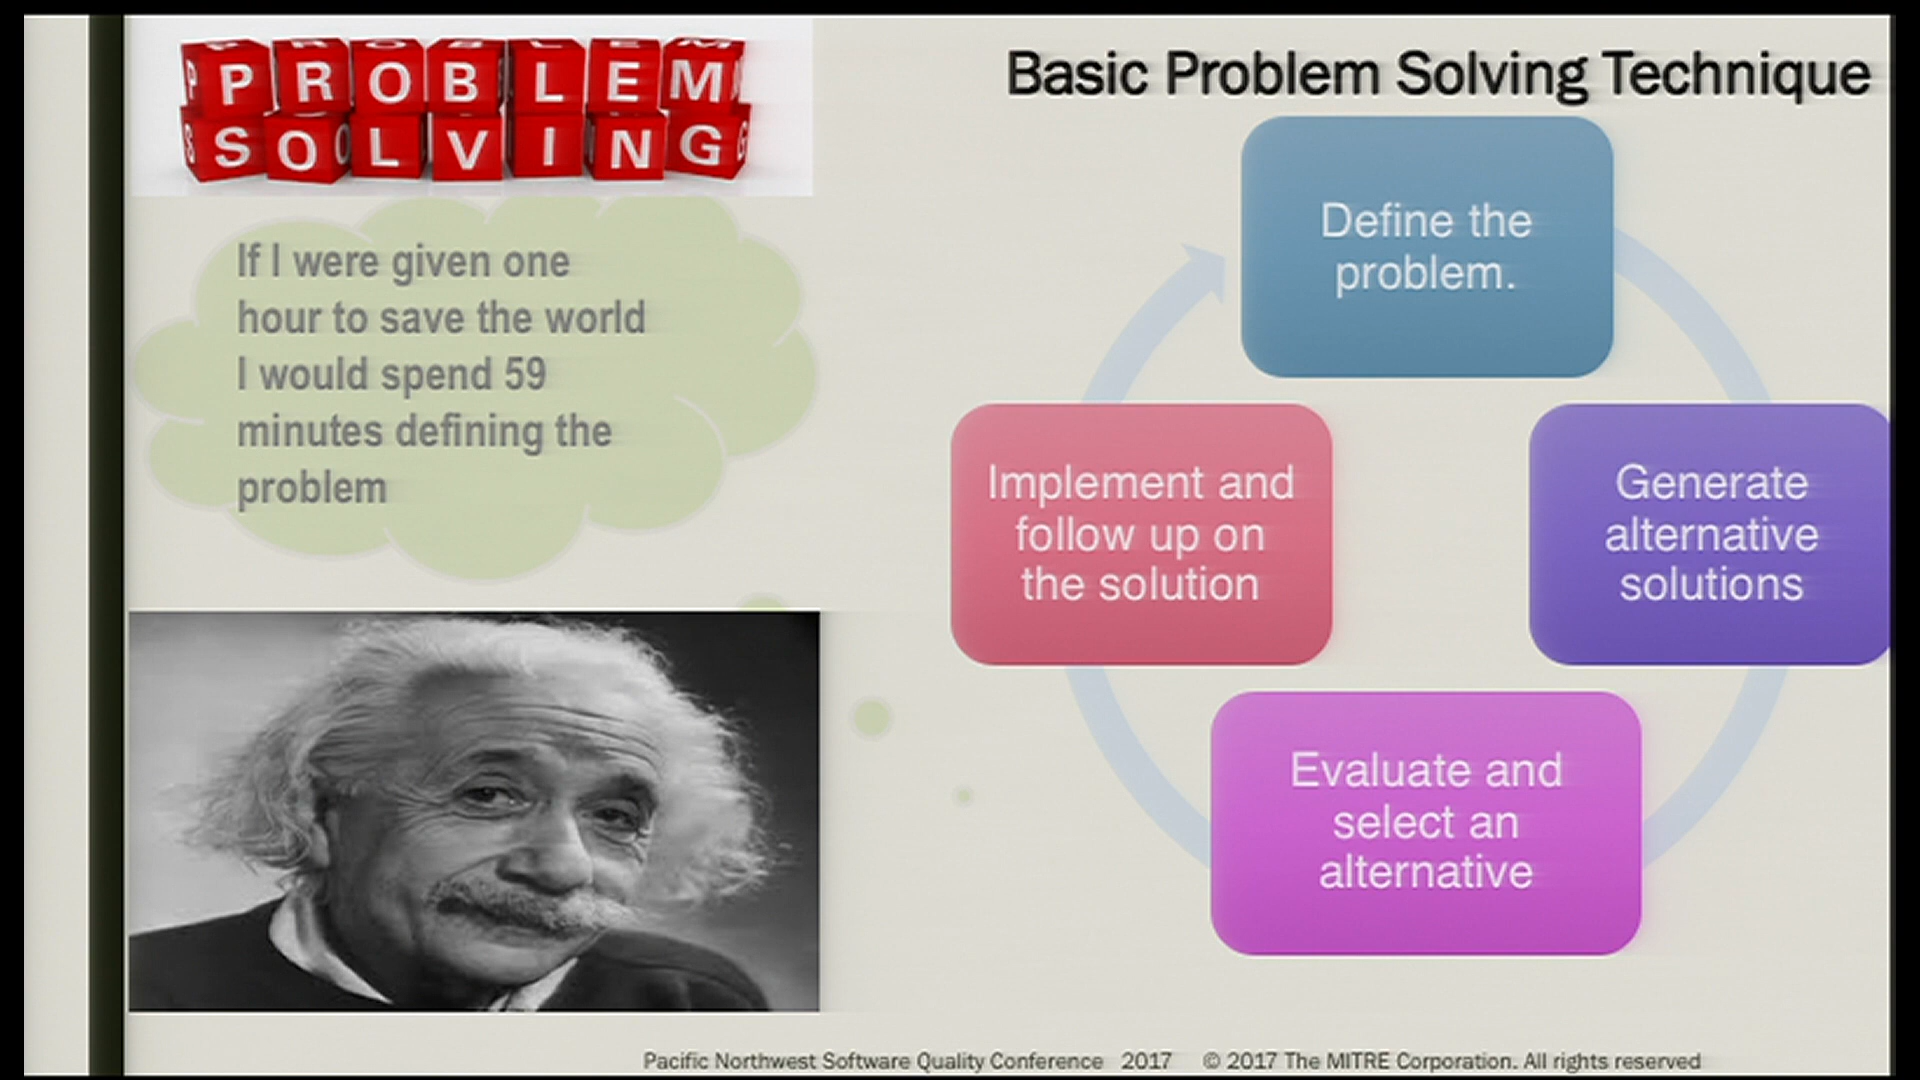 PROBLEM
SOLVING
Basic Problem Solving Technique
If I were given one
hour to save the world
I would spend 59
minutes defining the
problem
Define the
problem.
Generate
alternative
solutions
Evaluate and
select an
alternative
Implement and
follow up on
the solution
Pacific Northwest Software Quality Conference 2017 © 2017 The MITRE Corporation. All rights reserved